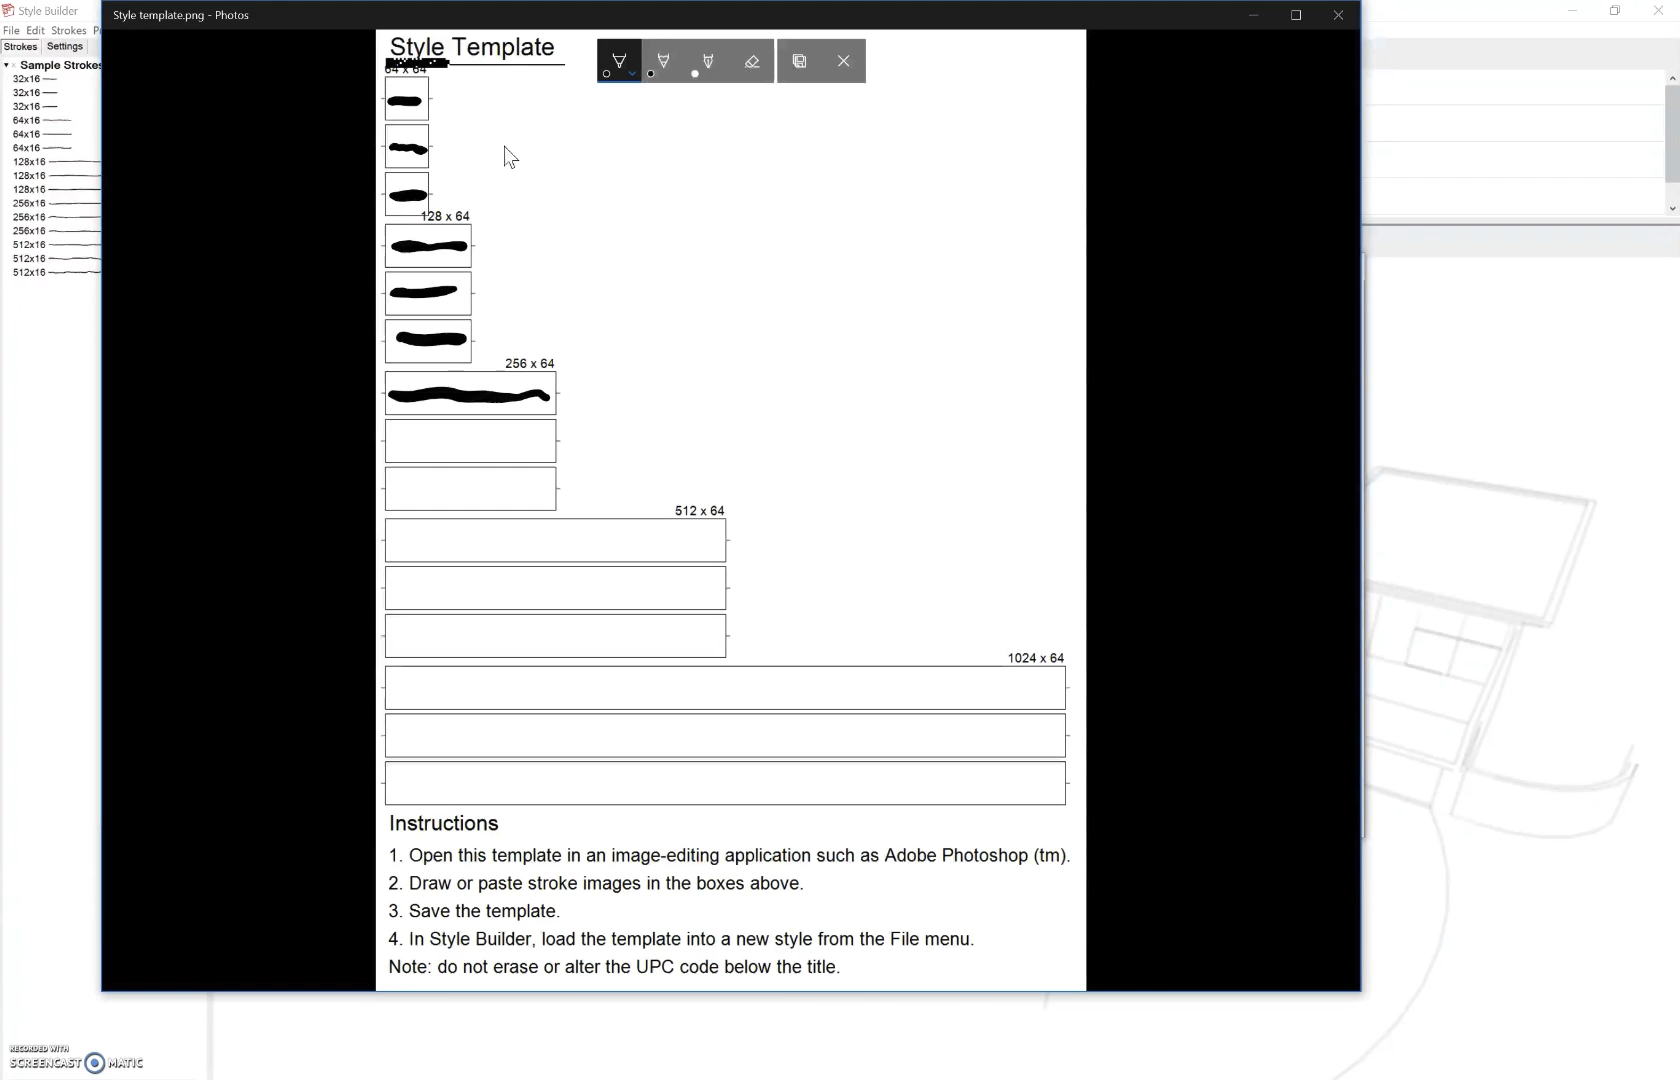 Style Builder
Style template.png - Photos
File Edit Strokes
Strokes Settings
Sample Strokes
32x16
32x16
32x16
64x16
64x16
64x16
128x16
128x16
128x16
256x16
256x16
256x16
512x16
512x16
512x16
Style Template
64 x 64
128 x 64
256 x 64
512 x 64
1024 x 64
Instructions
1. Open this template in an image-editing application such as Adobe Photoshop (tm).
2. Draw or paste stroke images in the boxes above.
3. Save the template.
4. In Style Builder, load the template into a new style from the File menu.
Note: do not erase or alter the UPC code below the title.
RECORDED WITH
SCREENCAST MATIC